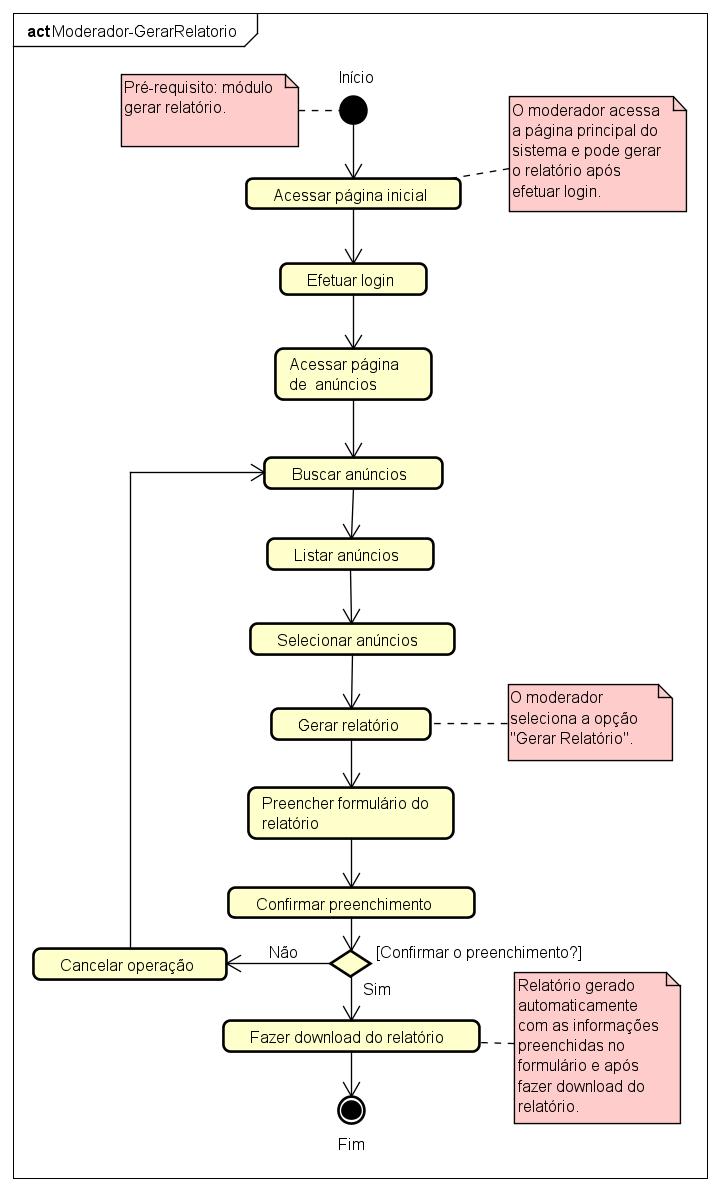 act Moderador-GerarRelatorio
Início
Pré-requisito: módulo
gerar relatório.
O moderador acessa
a página principal do
sistema e pode gerar
o relatório após
efetuar login.
Acessar página inicial
Efetuar login
Acessar página
de anúncios
Buscar anúncios
Listar anúncios
Selecionar anúncios
O moderador
seleciona a opção
"Gerar Relatório".
Gerar relatório
Preencher formulário do
relatório
Confirmar preenchimento
Não
[Confirmar o preenchimento?]
Cancelar operação
Sim
Relatório gerado
automaticamente
com as informações
preenchidas no
formulário e após
fazer download do
relatório.
Fazer download do relatório
Fim